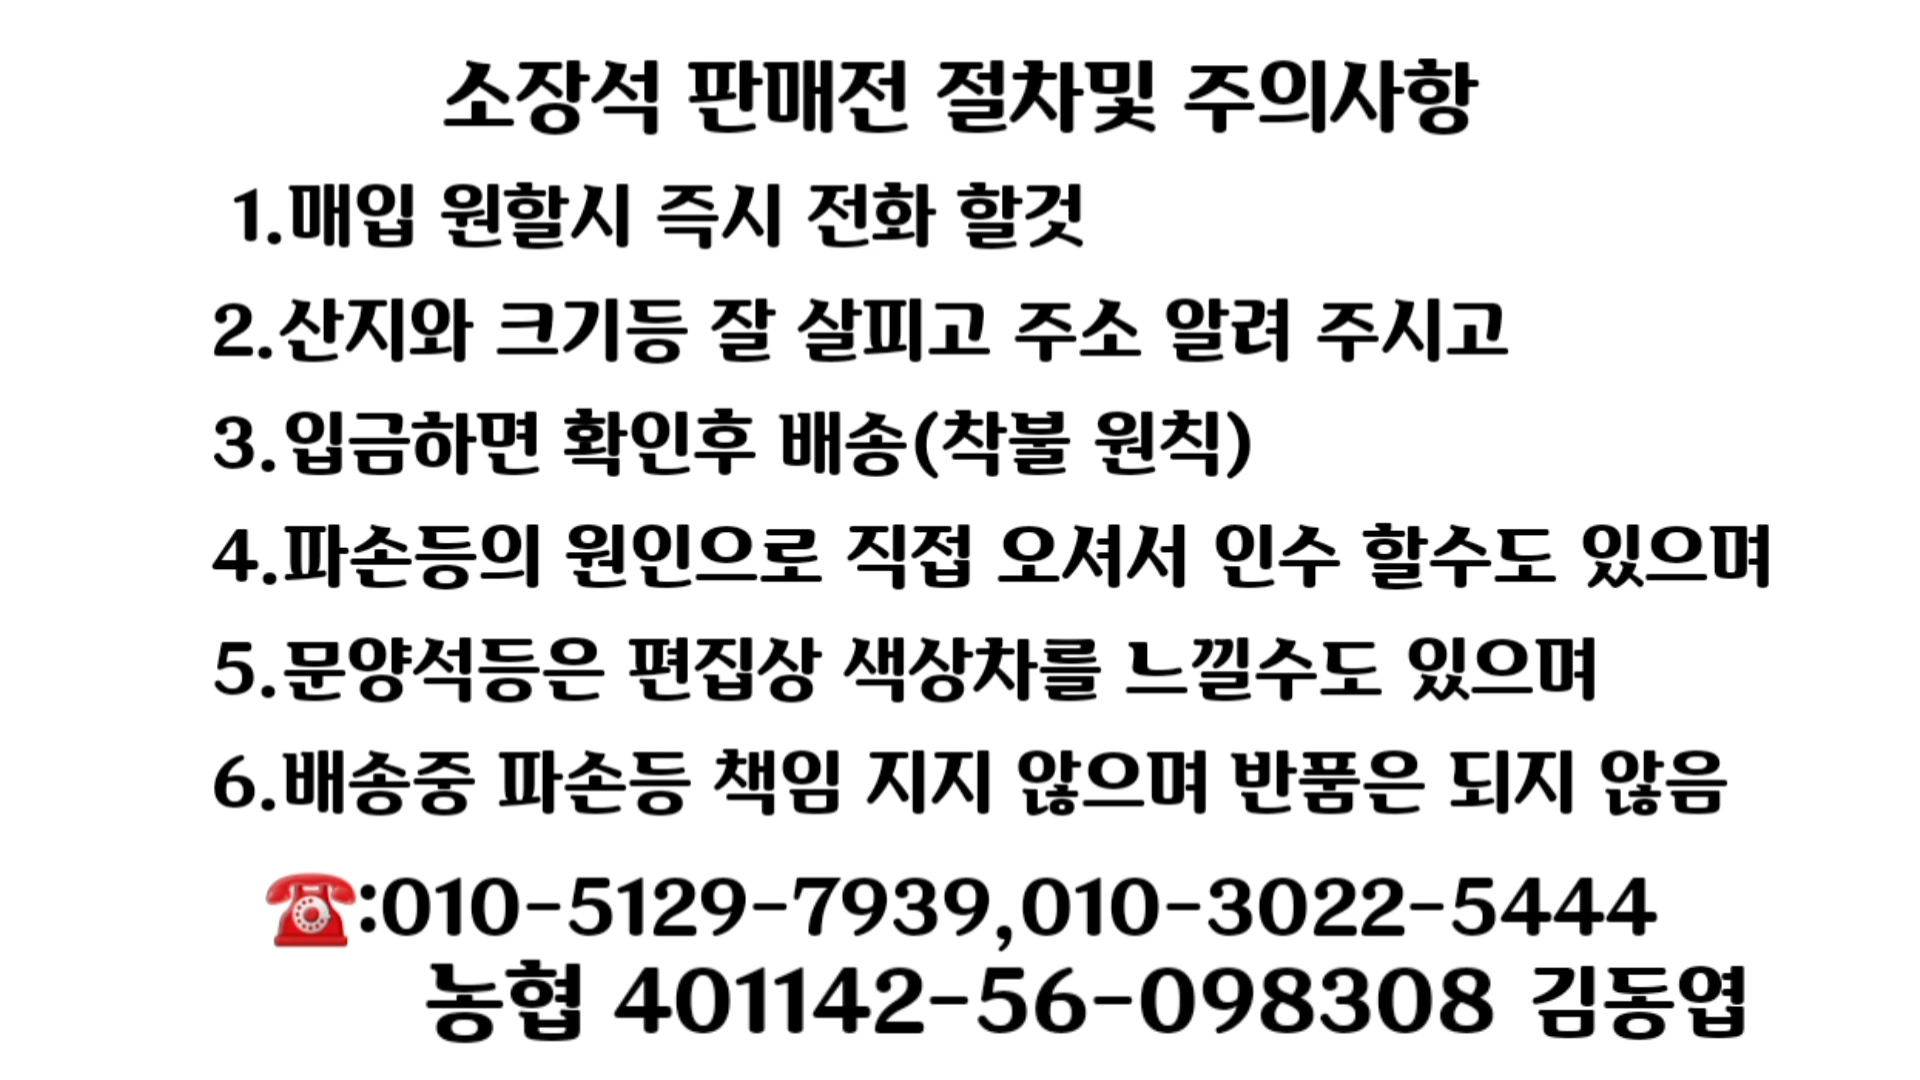 소장석 판매전 절차및 주의사항
1.매입 원할시 즉시 전화 할것
2.산지와 크기등 잘 살피고 주소 알려 주시고
3.입금하면 확인후 배송(착불 원칙)
4.파손등의 원인으로 직접 오셔서 인수 할수도 있으며
5.문양석등은 편집상 색상차를 느낄수도 있으며
6.배송중 파손등 책임 지지 않으며 반품은 되지 않음
☎:010-5129-7939,010-3022-5444
농협 401142-56-098308 김동엽